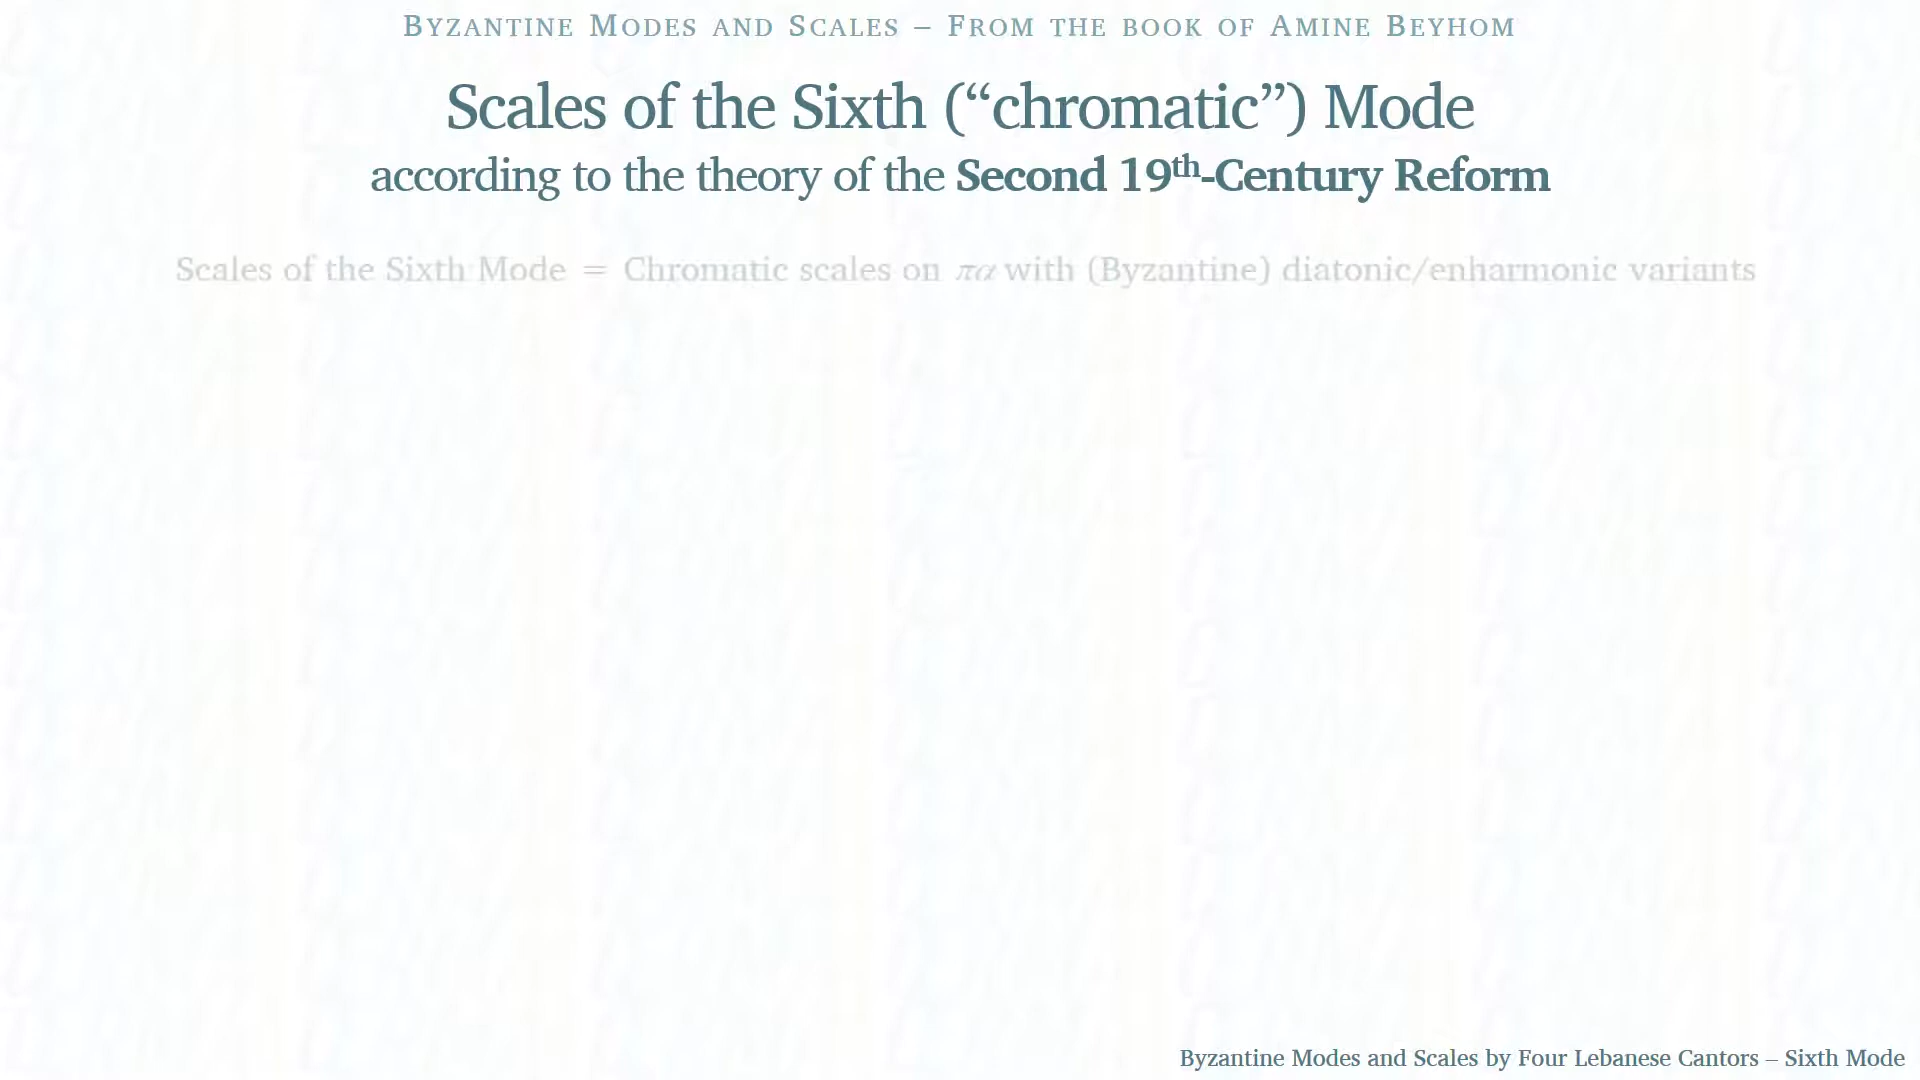 Byzantine Modes and Scales – From the book of Amine Beyhom
Scales of the Sixth (“chromatic”) Mode
according to the theory of the Second 19th-Century Reform
Scales of the Sixth Mode = Chromatic scales on πα with (Byzantine) diatonic/enharmonic variants
Byzantine Modes and Scales by Four Lebanese Cantors – Sixth Mode